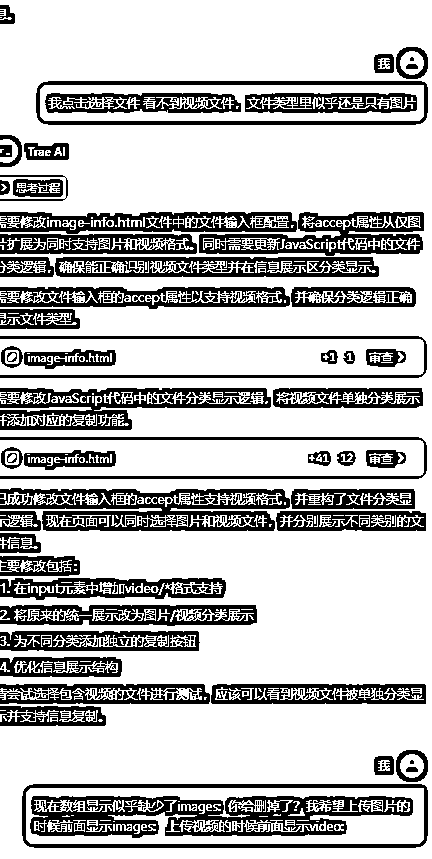 息。
我
我点击选择文件 看不到视频文件，文件类型里似乎还是只有图片
Trae AI
思考过程
需要修改image-info.html文件中的文件输入框配置，将accept属性从仅图
片扩展为同时支持图片和视频格式。同时需要更新JavaScript代码中的文件
分类逻辑，确保能正确识别视频文件类型并在信息展示区分类显示。
需要修改文件输入框的accept属性以支持视频格式，并确保分类逻辑正确
显示文件类型。
image-info.html +1 -1 审查
需要修改JavaScript代码中的文件分类显示逻辑，将视频文件单独分类展示
并添加对应的复制功能。
image-info.html +41 -12 审查
已成功修改文件输入框的accept属性支持视频格式，并重构了文件分类显
示逻辑。现在页面可以同时选择图片和视频文件，并分别展示不同类别的文
件信息。
主要修改包括：
1. 在input元素中增加video/*格式支持
2. 将原来的统一展示改为图片/视频分类展示
3. 为不同分类添加独立的复制按钮
4. 优化信息展示结构
请尝试选择包含视频的文件进行测试，应该可以看到视频文件被单独分类显
示并支持信息复制。
我
现在数组显示似乎缺少了images: 你给删掉了？我希望上传图片的
时候前面显示images: 上传视频的时候前面显示video: